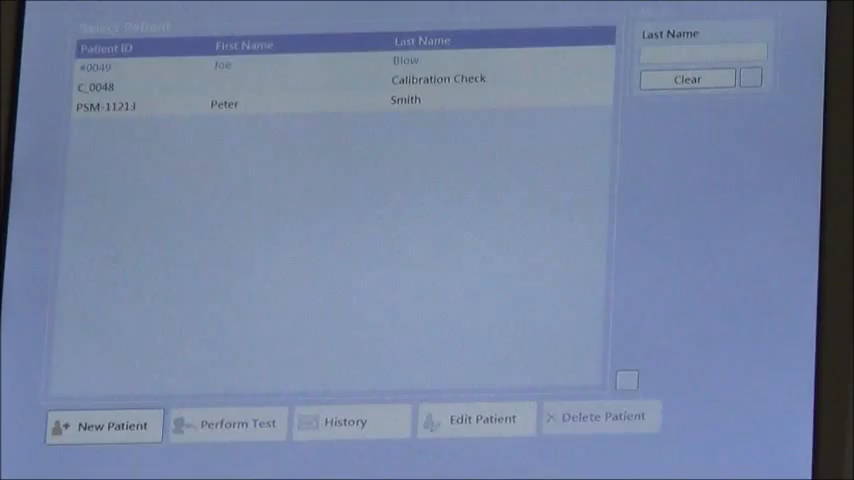 Select Patient
Patient ID First Name Last Name
#0049 Joe Blow
C_0048 Calibration Check
PSM-11213 Peter Smith
Last Name
Clear
New Patient Perform Test History Edit Patient Delete Patient